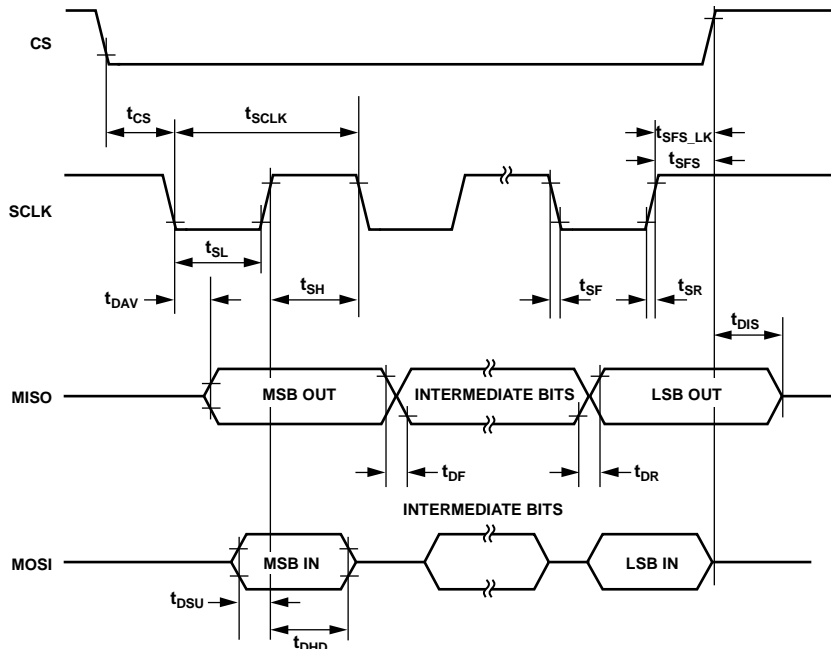 CS
tCS
tSCLK
tSFS_LK
tSFS
SCLK
tSL
tSH
tSF
tSR
tDAV
tDIS
MISO
MSB OUT
INTERMEDIATE BITS
LSB OUT
tDF
tDR
INTERMEDIATE BITS
MOSI
MSB IN
LSB IN
tDSU
tDHD